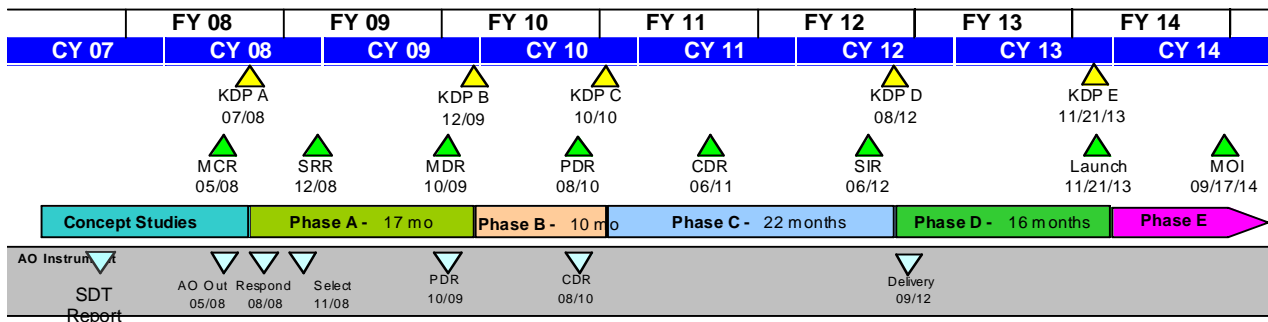 FY 08 FY 09 FY 10 FY 11 FY 12 FY 13 FY 14
CY 07 CY 08 CY 09 CY 10 CY 11 CY 12 CY 13 CY 14
KDP A KDP B KDP C KDP D KDP E
07/08 12/09 10/10 08/12 11/21/13
MCR SRR MDR PDR CDR SIR Launch MOI
05/08 12/08 10/09 08/10 06/11 06/12 11/21/13 09/17/14
Concept Studies Phase A - 17 mo Phase B - 10 mo Phase C - 22 months Phase D - 16 months Phase E
AO Instrument
SDT AO Out Respond Select PDR CDR Delivery
Report 05/08 08/08 11/08 10/09 08/10 09/12